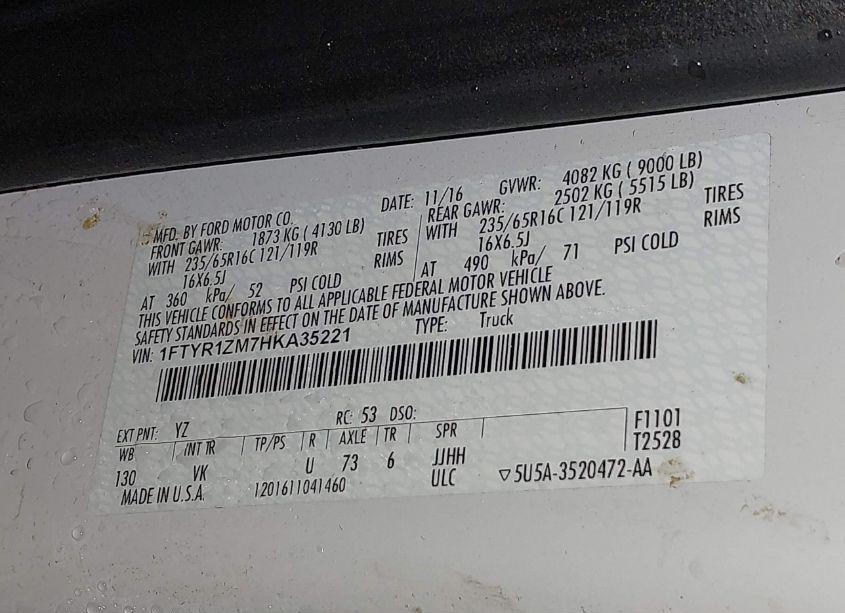 MFD. BY FORD MOTOR CO. DATE: 11/16 GVWR: 4082 KG ( 9000 LB)
FRONT GAWR: 1873 KG ( 4130 LB) REAR GAWR: 2502 KG ( 5515 LB)
WITH 235/65R16C 121/119R TIRES WITH 235/65R16C 121/119R TIRES
16X6.5J RIMS 16X6.5J RIMS
AT 360 kPa/ 52 PSI COLD AT 490 kPa/ 71 PSI COLD
THIS VEHICLE CONFORMS TO ALL APPLICABLE FEDERAL MOTOR VEHICLE
SAFETY STANDARDS IN EFFECT ON THE DATE OF MANUFACTURE SHOWN ABOVE.
VIN: 1FTYR1ZM7HKA35221 TYPE: Truck
EXT PNT: YZ RC: 53 DSO: F1101
WB INT TR TP/PS R AXLE TR SPR T2528
130 VK U 73 6 JJHH
MADE IN U.S.A. 1201611041460 ULC ▽5U5A-3520472-AA